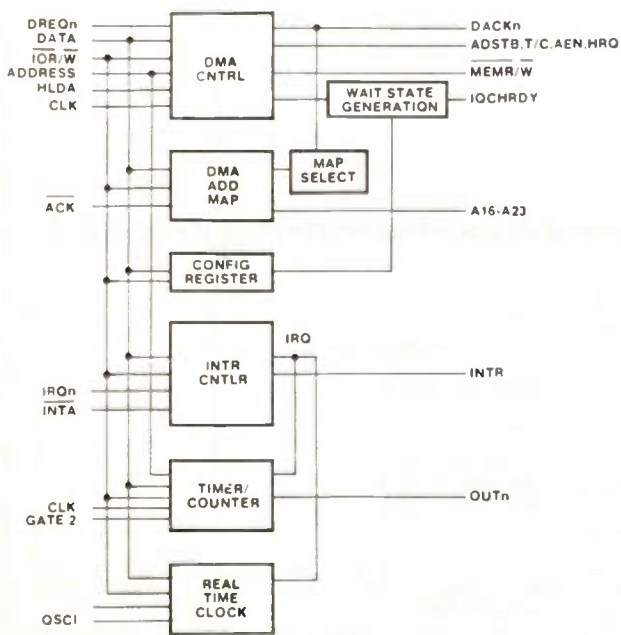 DREQn
DATA
IOR/W
ADDRESS
HLDA
CLK
DMA
CNTRL
DACKn
ADSTB,T/C,AEN,HRQ
MEMR/W
WAIT STATE
GENERATION
IOCHRDY
ACK
DMA
ADD
MAP
MAP
SELECT
A16-A23
CONFIG
REGISTER
IRQn
INTA
INTR
CNTLR
IRQ
INTR
CLK
GATE 2
TIMER/
COUNTER
OUTn
OSCI
REAL
TIME
CLOCK